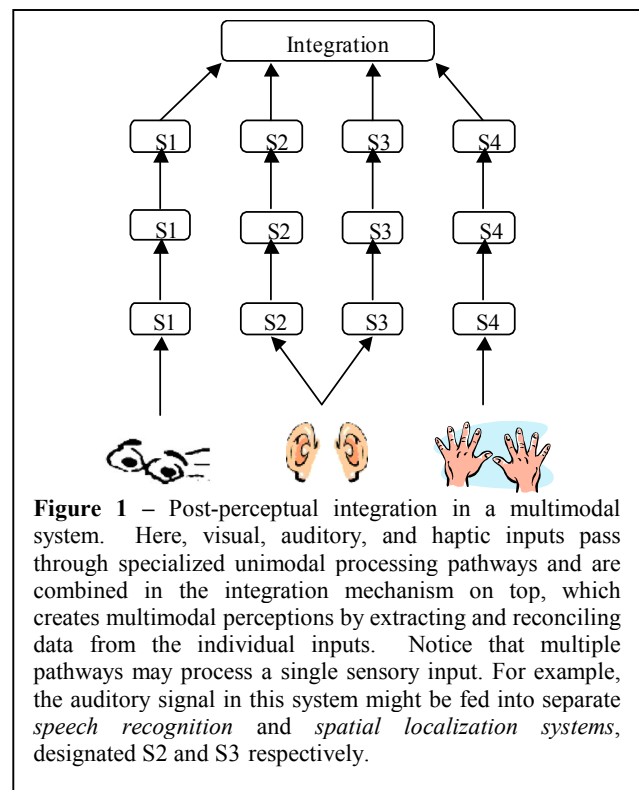 Integration
S1 S2 S3 S4
S1 S2 S3 S4
S1 S2 S3 S4
Figure 1 – Post-perceptual integration in a multimodal
system. Here, visual, auditory, and haptic inputs pass
through specialized unimodal processing pathways and are
combined in the integration mechanism on top, which
creates multimodal perceptions by extracting and reconciling
data from the individual inputs. Notice that multiple
pathways may process a single sensory input. For example,
the auditory signal in this system might be fed into separate
speech recognition and spatial localization systems,
designated S2 and S3 respectively.